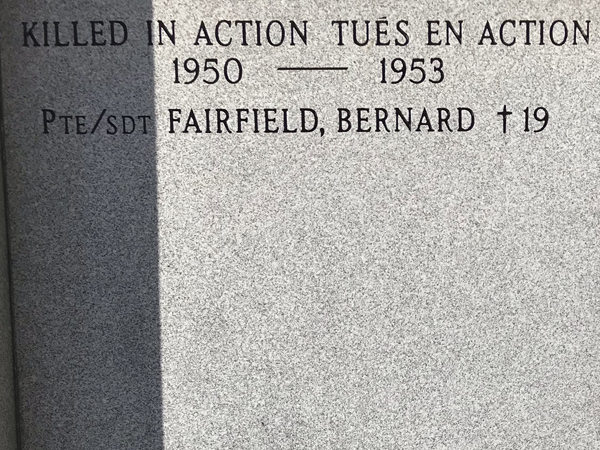 KILLED IN ACTION TUÉS EN ACTION
1950 — 1953
PTE/SDT FAIRFIELD, BERNARD † 19